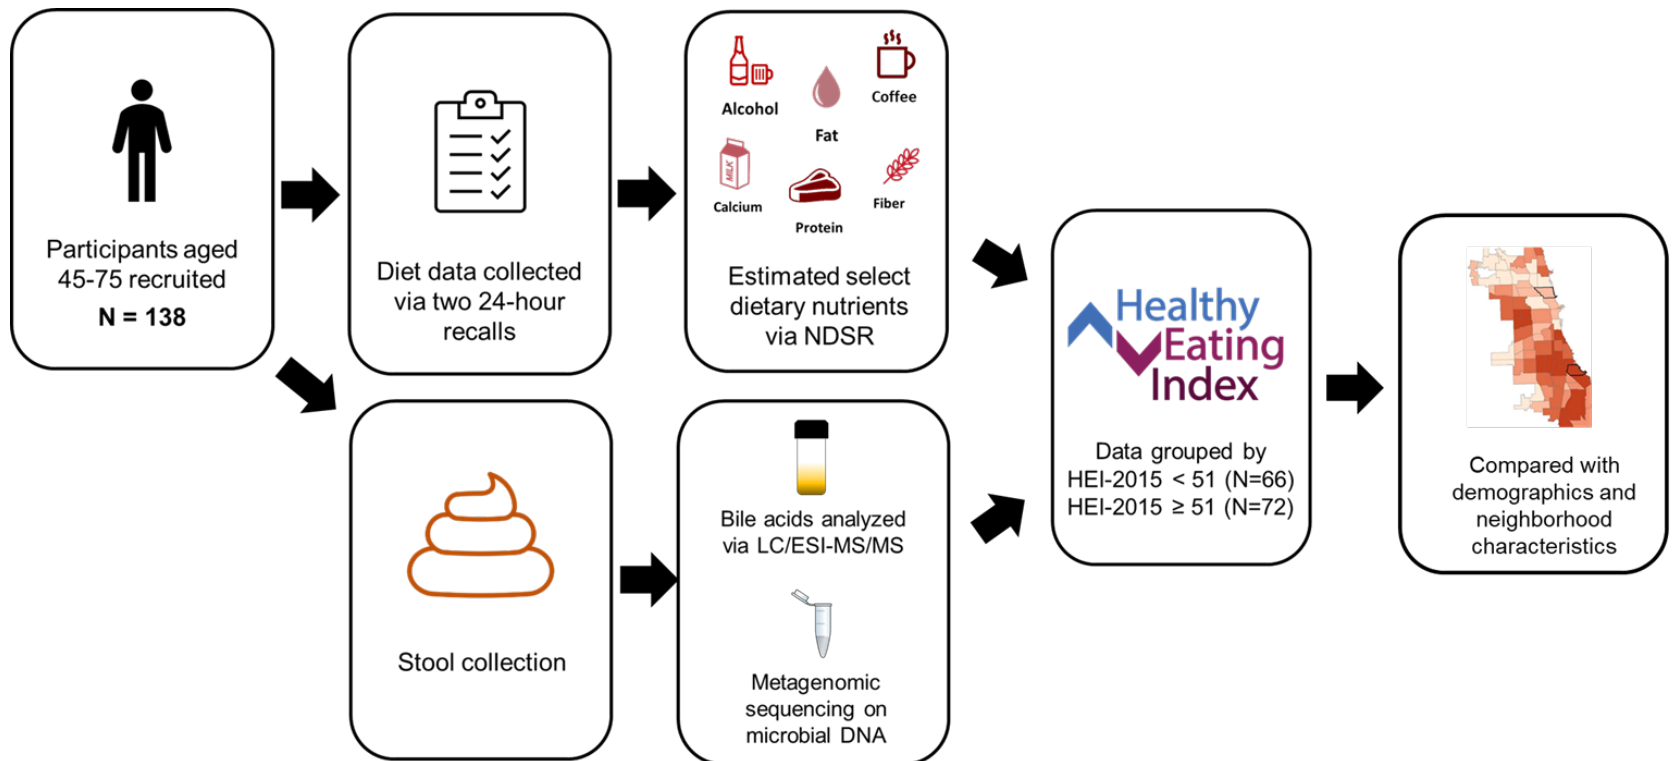 Participants aged
45-75 recruited
N = 138
Diet data collected
via two 24-hour
recalls
Alcohol
Fat
Coffee
MILK
Calcium
Protein
Fiber
Estimated select
dietary nutrients
via NDSR
Stool collection
Bile acids analyzed
via LC/ESI-MS/MS
Metagenomic
sequencing on
microbial DNA
Healthy
Eating
Index
Data grouped by
HEI-2015 < 51 (N=66)
HEI-2015 ≥ 51 (N=72)
Compared with
demographics and
neighborhood
characteristics